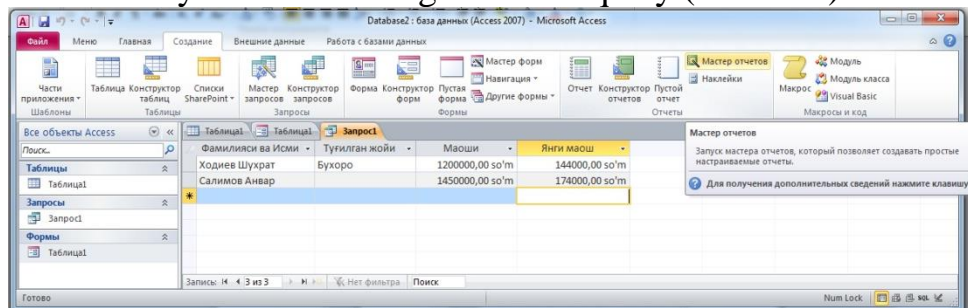 Database2 : база данных (Access 2007) - Microsoft Access
Файл Меню Главная Создание Внешние данные Работа с базами данных
Части приложения
Шаблоны
Таблица Конструктор таблиц Списки SharePoint
Таблицы
Мастер запросов Конструктор запросов
Запросы
Форма Конструктор форм Пустая форма Мастер форм Навигация Другие формы
Формы
Отчет Конструктор отчетов Пустой отчет Мастер отчетов Наклейки
Отчеты
Макрос Модуль Модуль класса Visual Basic
Макросы и код
Все объекты Access
Поиск...
Таблицы
Таблица1
Запросы
Запрос1
Формы
Таблица1
Таблица1 Таблица1 Запрос1
Фамилияси ва Исми Туғилган жойи Маоши Янги маош
Ходиев Шухрат Бухоро 1200000,00 so'm 144000,00 so'm
Салимов Анвар 1450000,00 so'm 174000,00 so'm
Мастер отчетов
Запуск мастера отчетов, который позволяет создавать простые
настраиваемые отчеты.
Для получения дополнительных сведений нажмите клавишу
Запись: 3 из 3 Нет фильтра Поиск
Готово Num Lock SQL